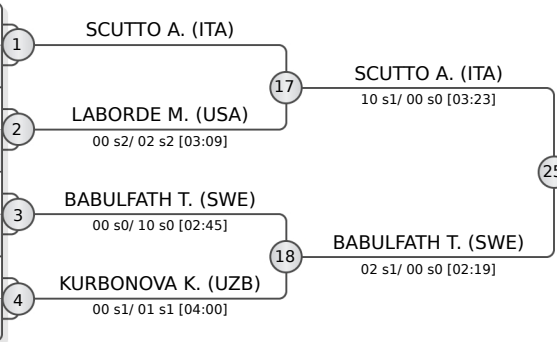 SCUTTO A. (ITA)
1
17
SCUTTO A. (ITA)
10 s1/ 00 s0 [03:23]
LABORDE M. (USA)
2
00 s2/ 02 s2 [03:09]
25
BABULFATH T. (SWE)
3
00 s0/ 10 s0 [02:45]
18
BABULFATH T. (SWE)
02 s1/ 00 s0 [02:19]
KURBONOVA K. (UZB)
4
00 s1/ 01 s1 [04:00]